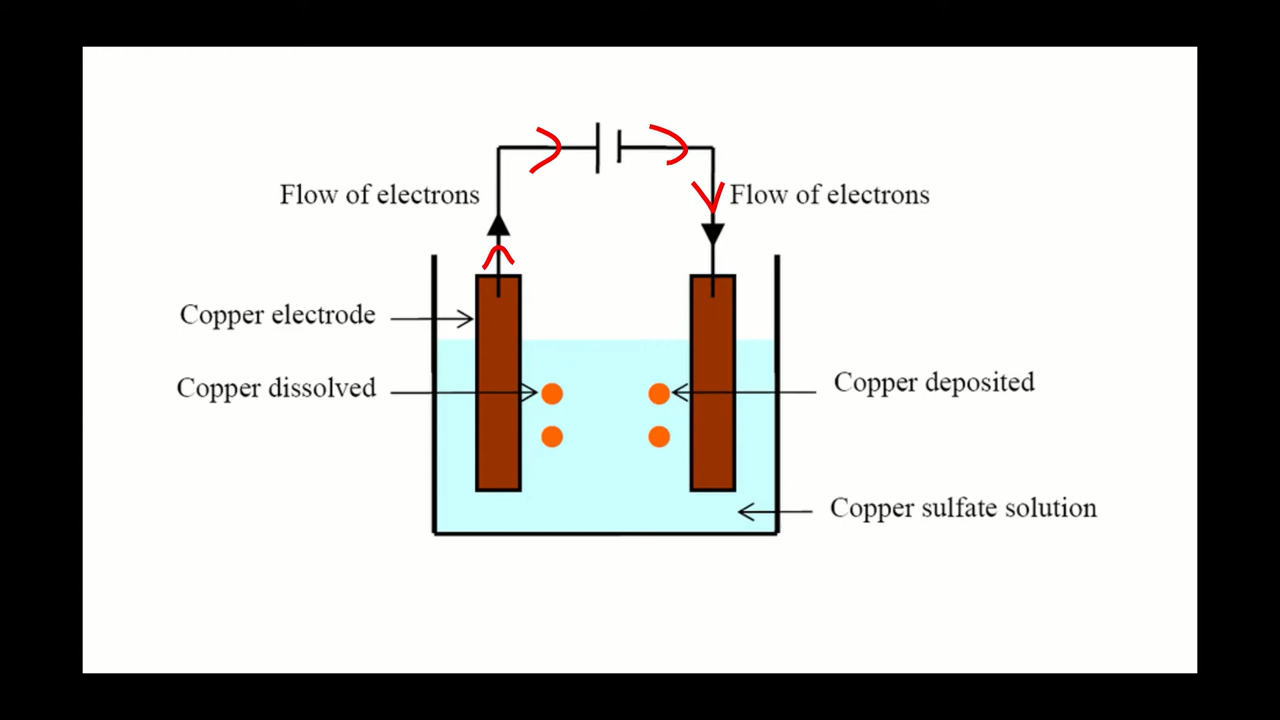 Flow of electrons
Flow of electrons
Copper electrode
Copper dissolved
Copper deposited
Copper sulfate solution